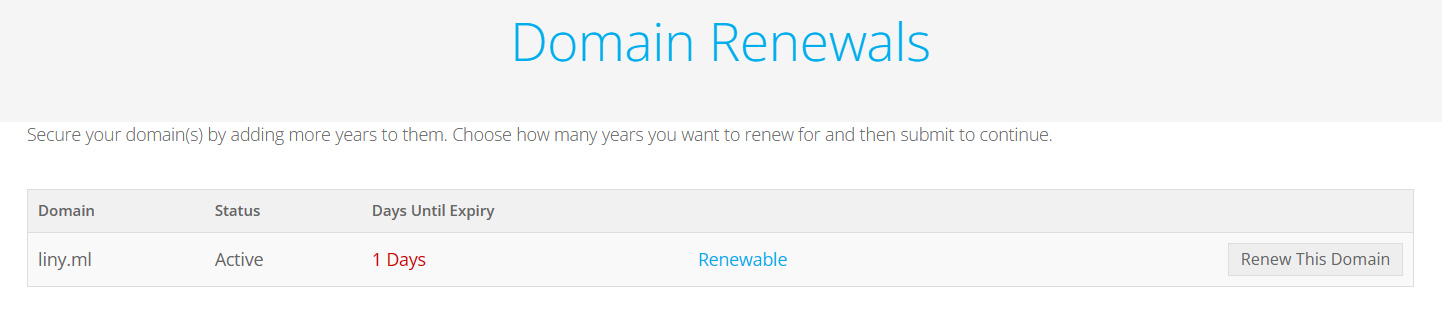 Domain Renewals
Secure your domain(s) by adding more years to them. Choose how many years you want to renew for and then submit to continue.
Domain Status Days Until Expiry
liny.ml Active 1 Days Renewable Renew This Domain